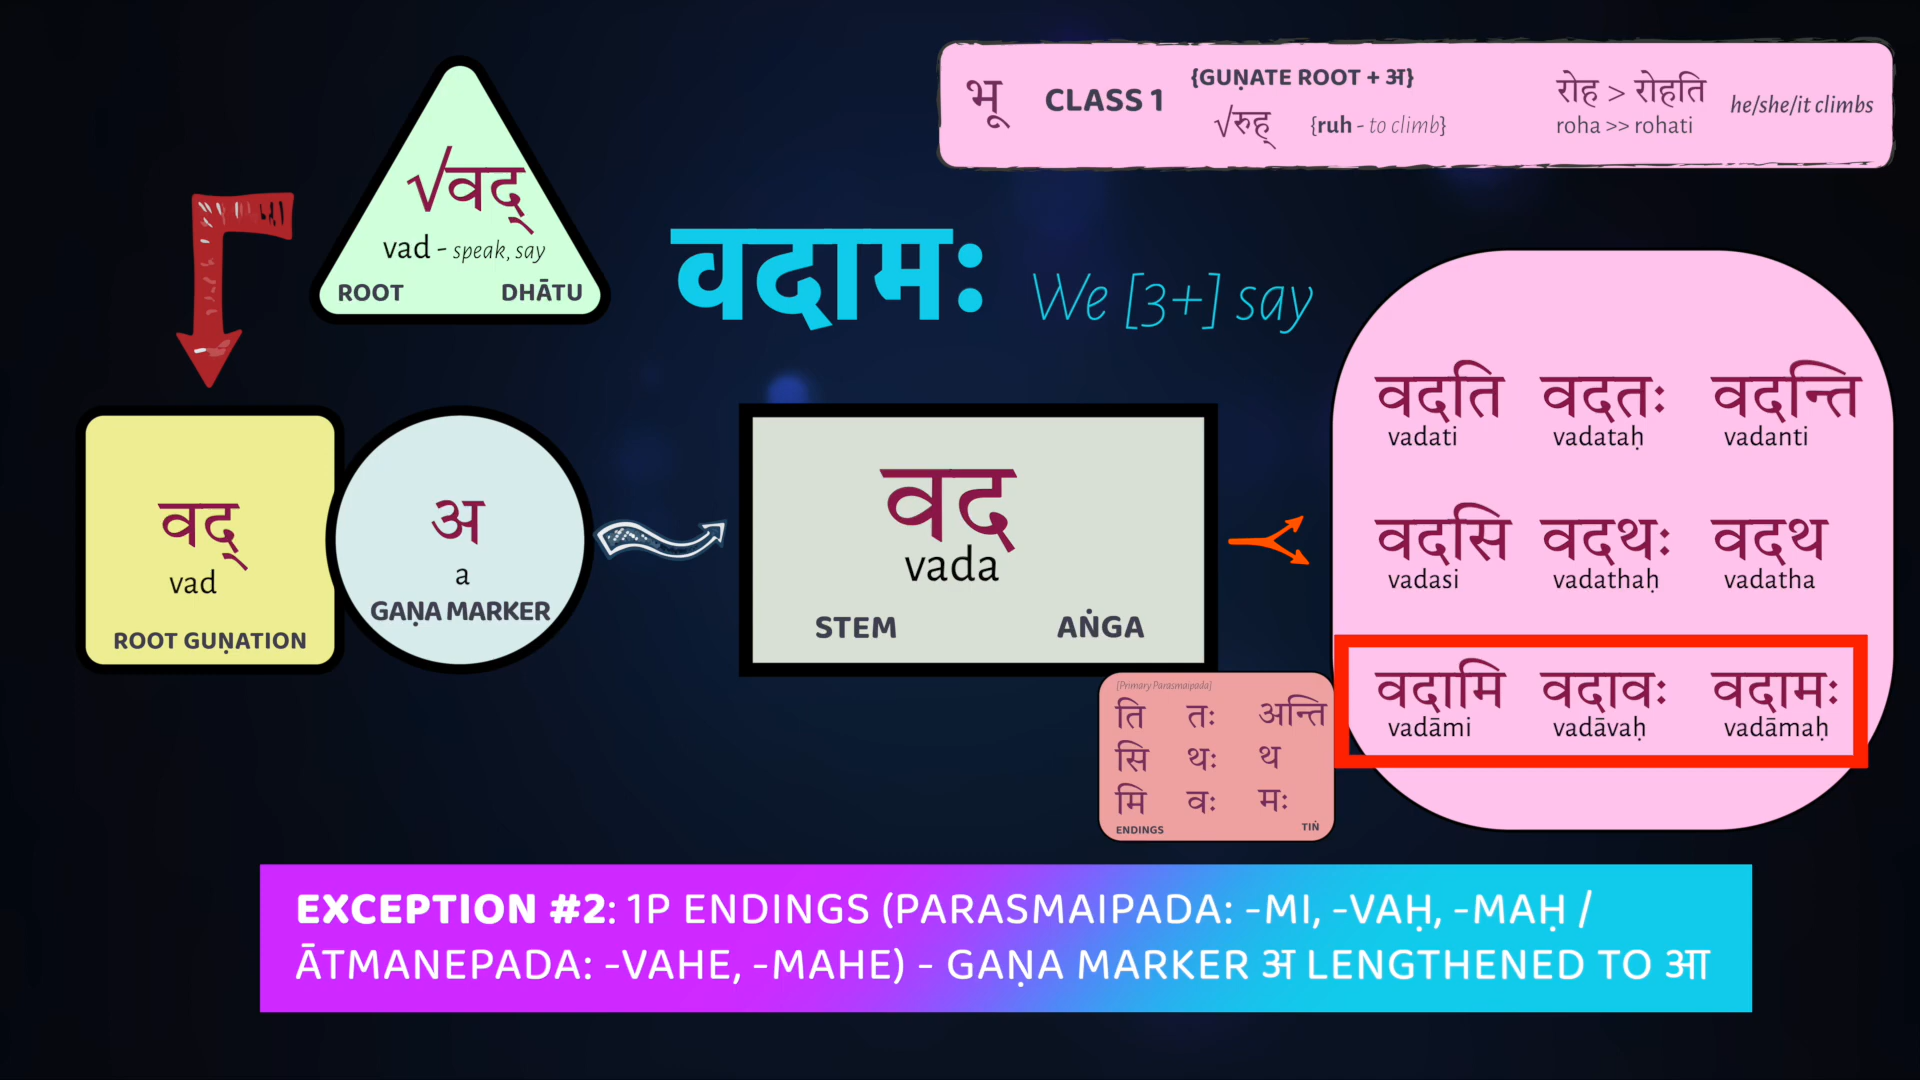 भू CLASS 1 {GUṆATE ROOT + अ} √रुह् {ruh - to climb} रोह > रोहति roha >> rohati he/she/it climbs
√वद्
vad - speak, say
ROOT DHĀTU
वदामः We [3+] say
वद्
vad
ROOT GUṆATION
अ
a
GAṆA MARKER
वद
vada
STEM AṄGA
वदति वदतः वदन्ति
vadati vadataḥ vadanti
वदसि वदथः वदथ
vadasi vadathaḥ vadatha
वदामि वदावः वदामः
vadāmi vadāvaḥ vadāmaḥ
[Primary Parasmaipada]
ति तः अन्ति
सि थः थ
मि वः मः
ENDINGS TIṄ
EXCEPTION #2: 1P ENDINGS (PARASMAIPADA: -MI, -VAḤ, -MAḤ /
ĀTMANEPADA: -VAHE, -MAHE) - GAṆA MARKER अ LENGTHENED TO आ